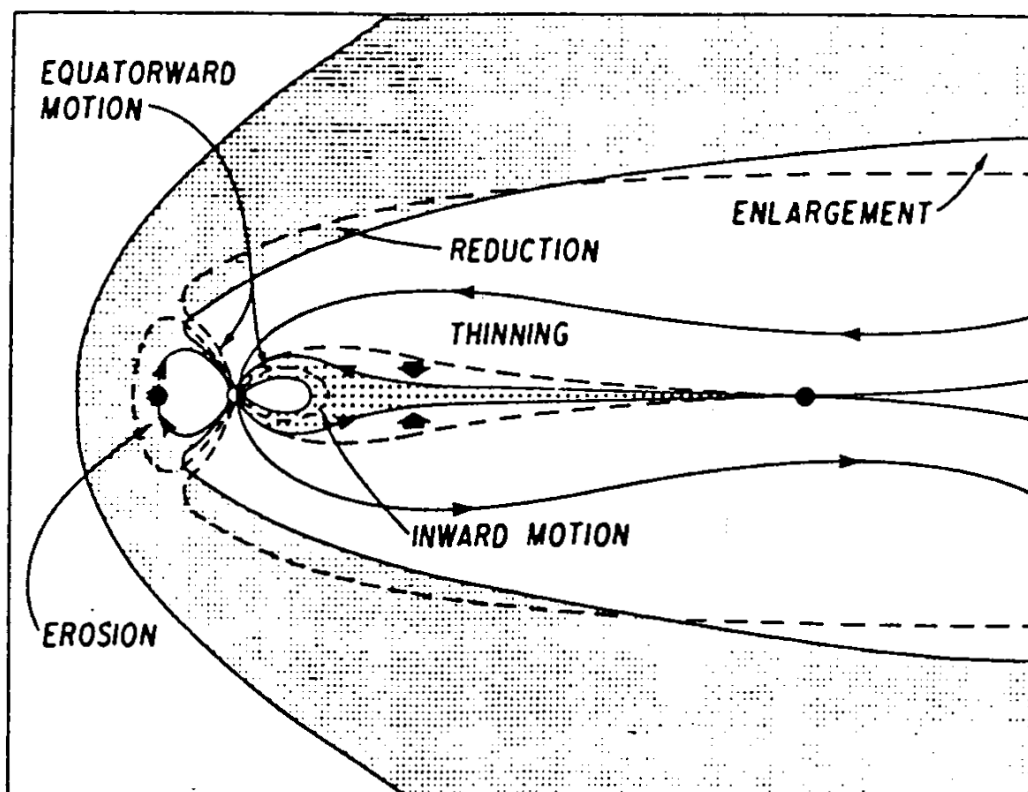 EQUATORWARD
MOTION
ENLARGEMENT
REDUCTION
THINNING
INWARD MOTION
EROSION